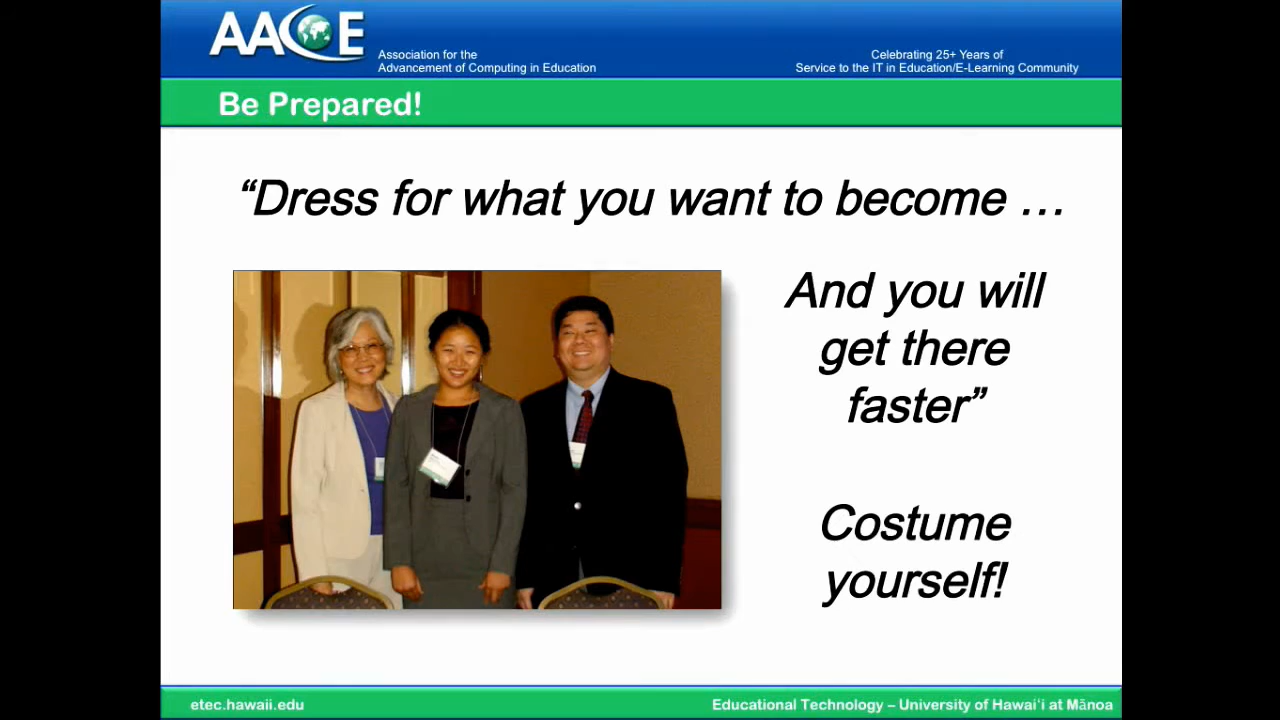 AACE
Association for the
Advancement of Computing in Education
Celebrating 25+ Years of
Service to the IT in Education/E-Learning Community
Be Prepared!
“Dress for what you want to become …
And you will
get there
faster”
Costume
yourself!
etec.hawaii.edu
Educational Technology – University of Hawai‘i at Mānoa